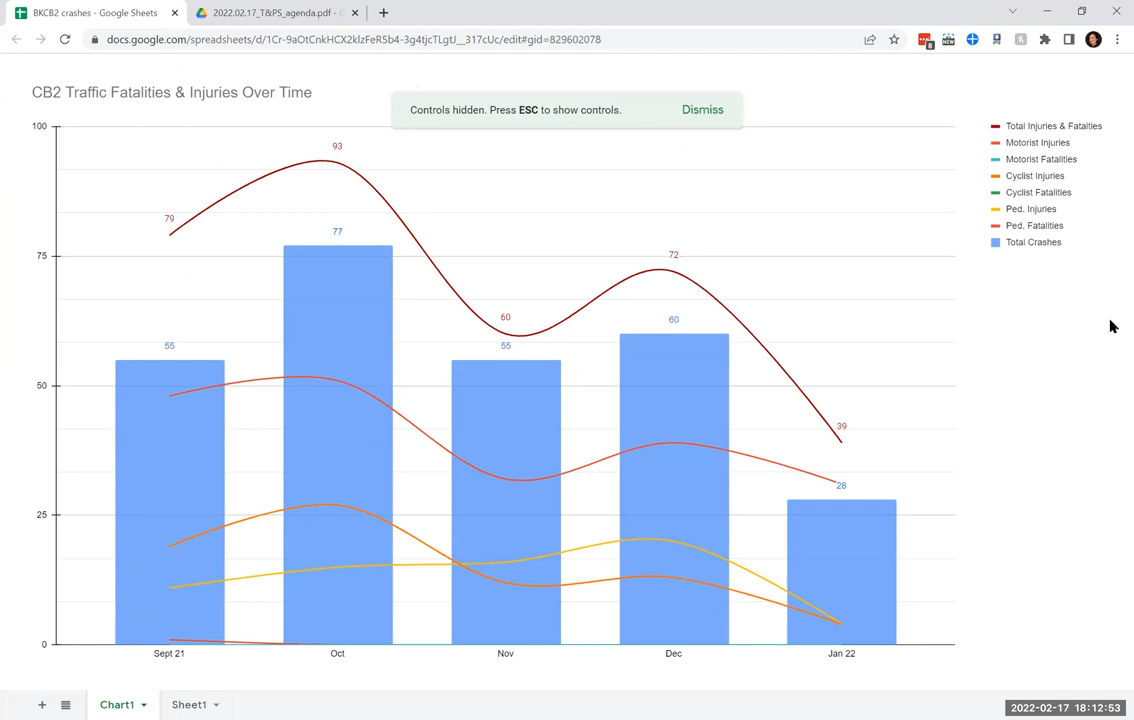 BKCB2 crashes - Google Sheets
2022.02.17_T&PS_agenda.pdf - G
docs.google.com/spreadsheets/d/1Cr-9aOtCnkHCX2klzFeR5b4-3g4tjcTLgtU__317cUc/edit#gid=829602078
8
NEW
CB2 Traffic Fatalities & Injuries Over Time
Controls hidden. Press ESC to show controls.
Dismiss
100
75
50
25
0
79
93
60
72
39
55
77
55
60
28
Sept 21
Oct
Nov
Dec
Jan 22
Total Injuries & Fatalties
Motorist Injuries
Motorist Fatalities
Cyclist Injuries
Cyclist Fatalities
Ped. Injuries
Ped. Fatalities
Total Crashes
Chart1
Sheet1
2022-02-17 18:12:53